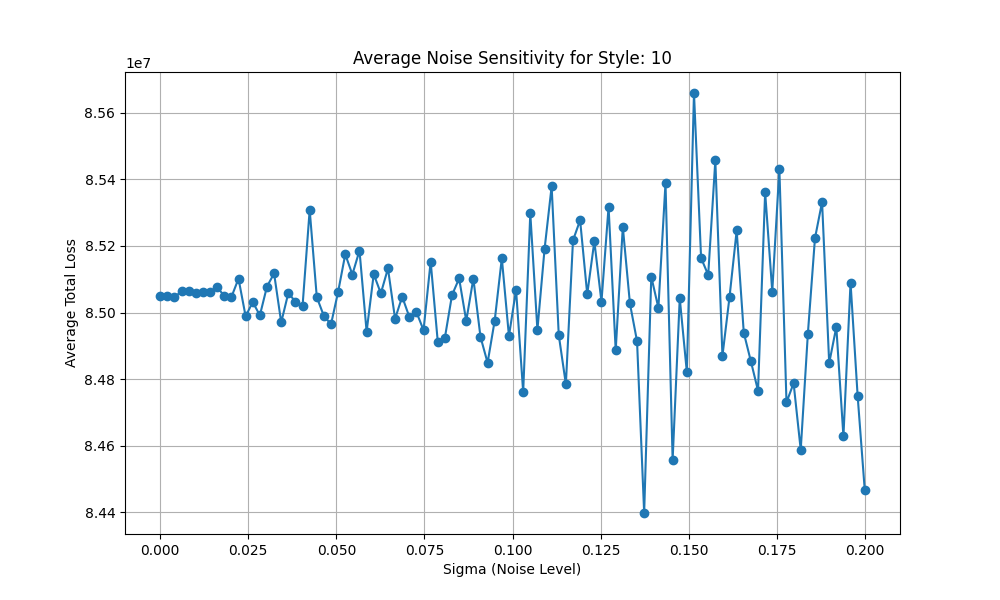 Average Noise Sensitivity for Style: 10
1e7
8.56
8.54
8.52
8.50
8.48
8.46
8.44
Average Total Loss
0.000 0.025 0.050 0.075 0.100 0.125 0.150 0.175 0.200
Sigma (Noise Level)